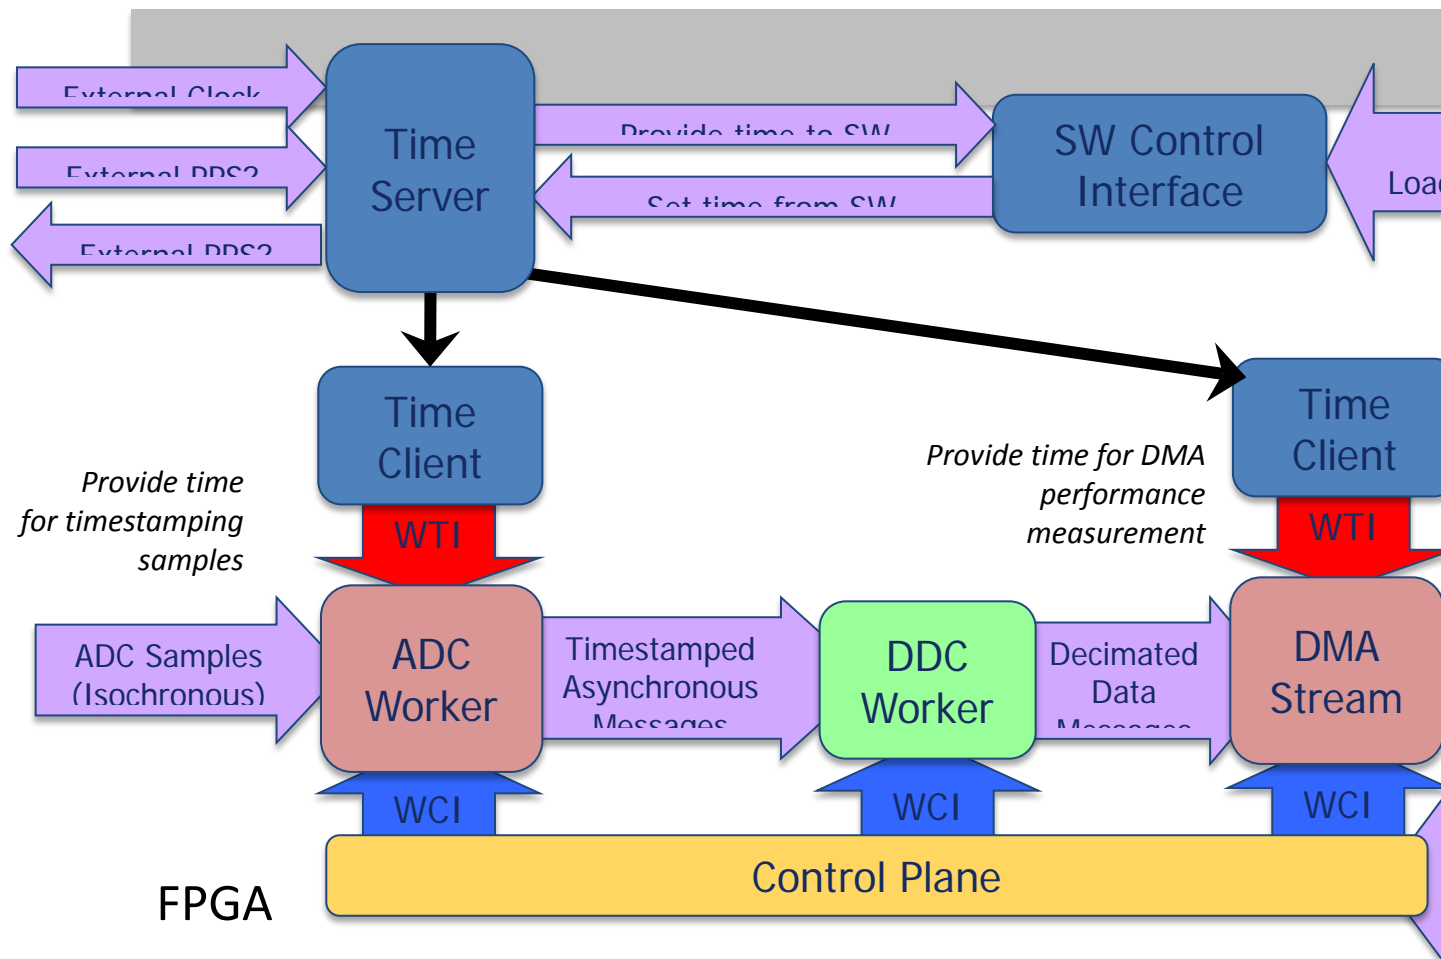 External Clock
Time
Server
Provide time to SW
SW Control
Interface
External PPS?
Set time from SW
External PPS?
Time
Client
Time
Client
Provide time
for timestamping
samples
Provide time for DMA
performance
measurement
WTI
WTI
ADC Samples
(Isochronous)
ADC
Worker
Timestamped
Asynchronous
Messages
DDC
Worker
Decimated
Data
Messages
DMA
Stream
WCI
WCI
WCI
Control Plane
FPGA